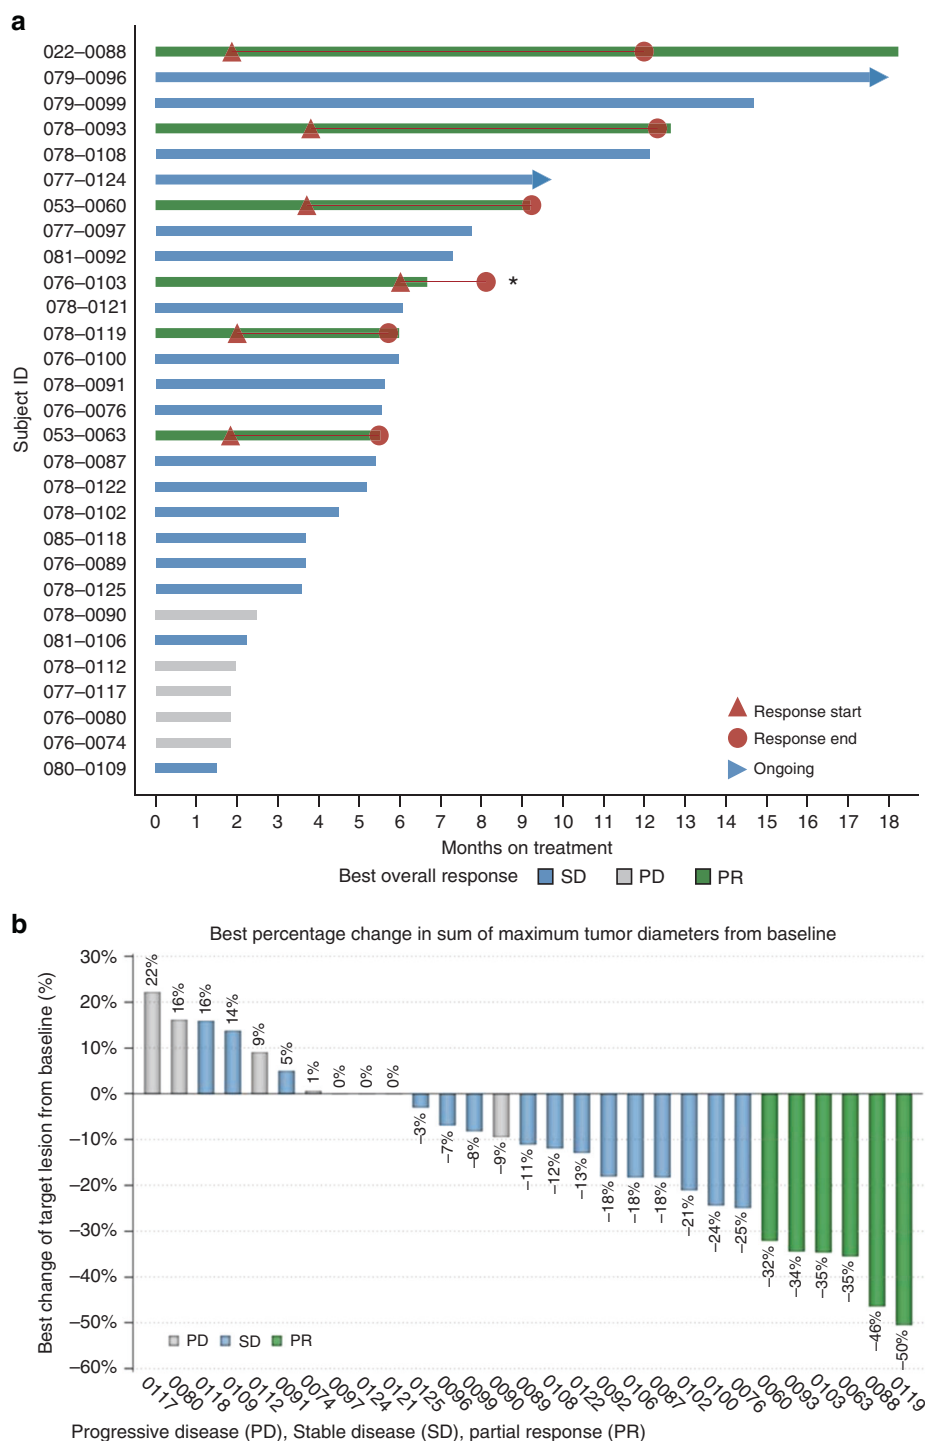 a
022–0088
079–0096
079–0099
078–0093
078–0108
077–0124
053–0060
077–0097
081–0092
076–0103 *
078–0121
078–0119
076–0100
078–0091
076–0076
053–0063
078–0087
078–0122
078–0102
085–0118
076–0089
078–0125
078–0090
081–0106
078–0112
077–0117
076–0080
076–0074
080–0109
Subject ID
Response start
Response end
Ongoing
0 1 2 3 4 5 6 7 8 9 10 11 12 13 14 15 16 17 18
Months on treatment
Best overall response SD PD PR
b
Best percentage change in sum of maximum tumor diameters from baseline
Best change of target lesion from baseline (%)
30%
20%
10%
0%
–10%
–20%
–30%
–40%
–50%
–60%
22% 16% 16% 14% 9% 5% 1% 0% 0% 0% –3% –7% –8% –9% –11% –12% –13% –18% –18% –18% –21% –24% –25% –32% –34% –35% –35% –46% –50%
PD SD PR
0117 0080 0118 0109 0112 0091 0074 0097 0124 0121 0125 0096 0099 0090 0089 0108 0122 0092 0106 0087 0102 0100 0076 0060 0093 0103 0063 0088 0119
Progressive disease (PD), Stable disease (SD), partial response (PR)